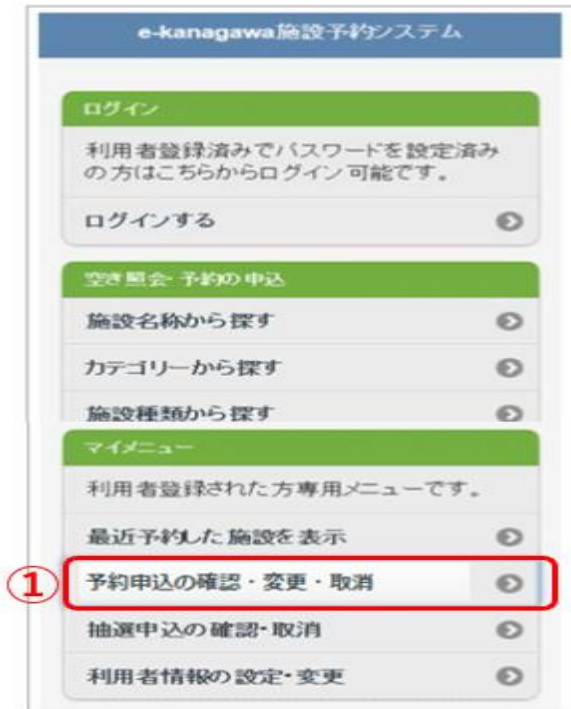 e-kanagawa施設予約システム
ログイン
利用者登録済みでパスワードを設定済み
の方はこちらからログイン可能です。
ログインする
空き照会・予約の申込
施設名称から探す
カテゴリーから探す
施設種類から探す
マイメニュー
利用者登録された方専用メニューです。
最近予約した施設を表示
① 予約申込の確認・変更・取消
抽選申込の確認・取消
利用者情報の設定・変更